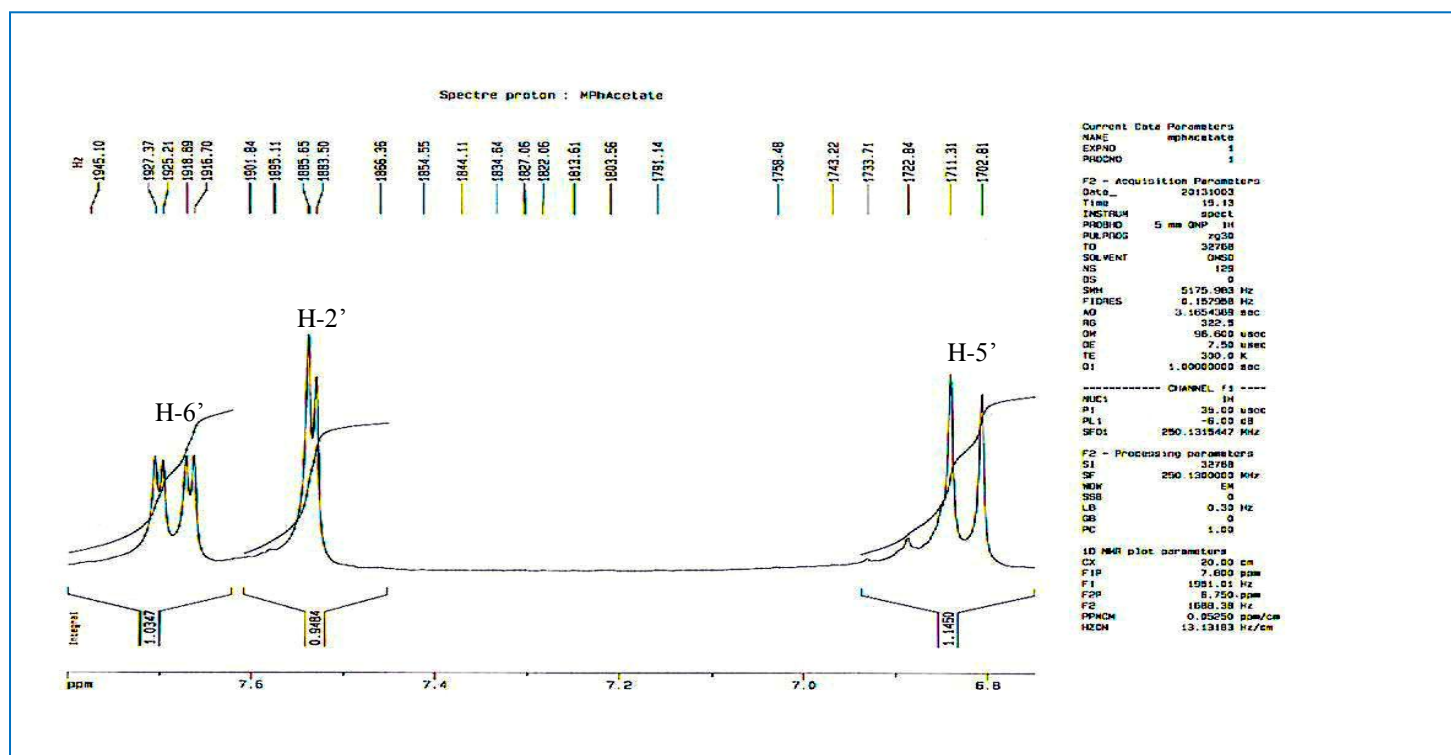 Spectre proton : MPhAcetate
Hz
1945.10
1927.37
1925.21
1918.89
1916.70
1901.84
1895.11
1885.65
1883.50
1866.36
1854.55
1844.11
1834.64
1827.05
1822.05
1813.61
1803.56
1791.14
1758.48
1743.22
1733.71
1722.84
1711.31
1702.81
H-6’
H-2’
H-5’
Integral
1.0347
0.9484
1.1450
ppm
7.6
7.4
7.2
7.0
6.8
Current Data Parameters
NAME mphacetate
EXPNO 1
PROCNO 1
F2 - Acquisition Parameters
Date_ 20131003
Time 19.13
INSTRUM spect
PROBHD 5 mm QNP 1H
PULPROG zg30
TD 32768
SOLVENT DMSO
NS 129
DS 0
SWH 5175.983 Hz
FIDRES 0.157958 Hz
AQ 3.1654389 sec
RG 322.5
DW 96.600 usec
DE 7.50 usec
TE 300.0 K
D1 1.00000000 sec
------------ CHANNEL f1 ----
NUC1 1H
P1 PL1 -6.00 dB
SFO1 250.1315447 MHz
F2 - Processing parameters
SI 32768
SF 250.1300000 MHz
WDW EM
SSB 0
LB 0.30 Hz
GB 0
PC 1.00
1D NMR plot parameters
CX 20.00 cm
F1P 7.800 ppm
F1 1951.01 Hz
F2P 6.750 ppm
F2 1688.38 Hz
PPMCM 0.05250 ppm/cm
HZCM 13.13183 Hz/cm